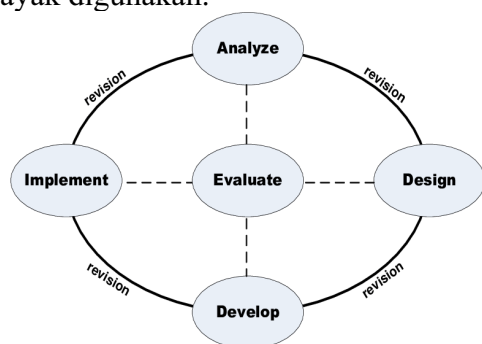 ayak digunakan.
Analyze
revision
revision
Implement
Evaluate
Design
revision
revision
Develop